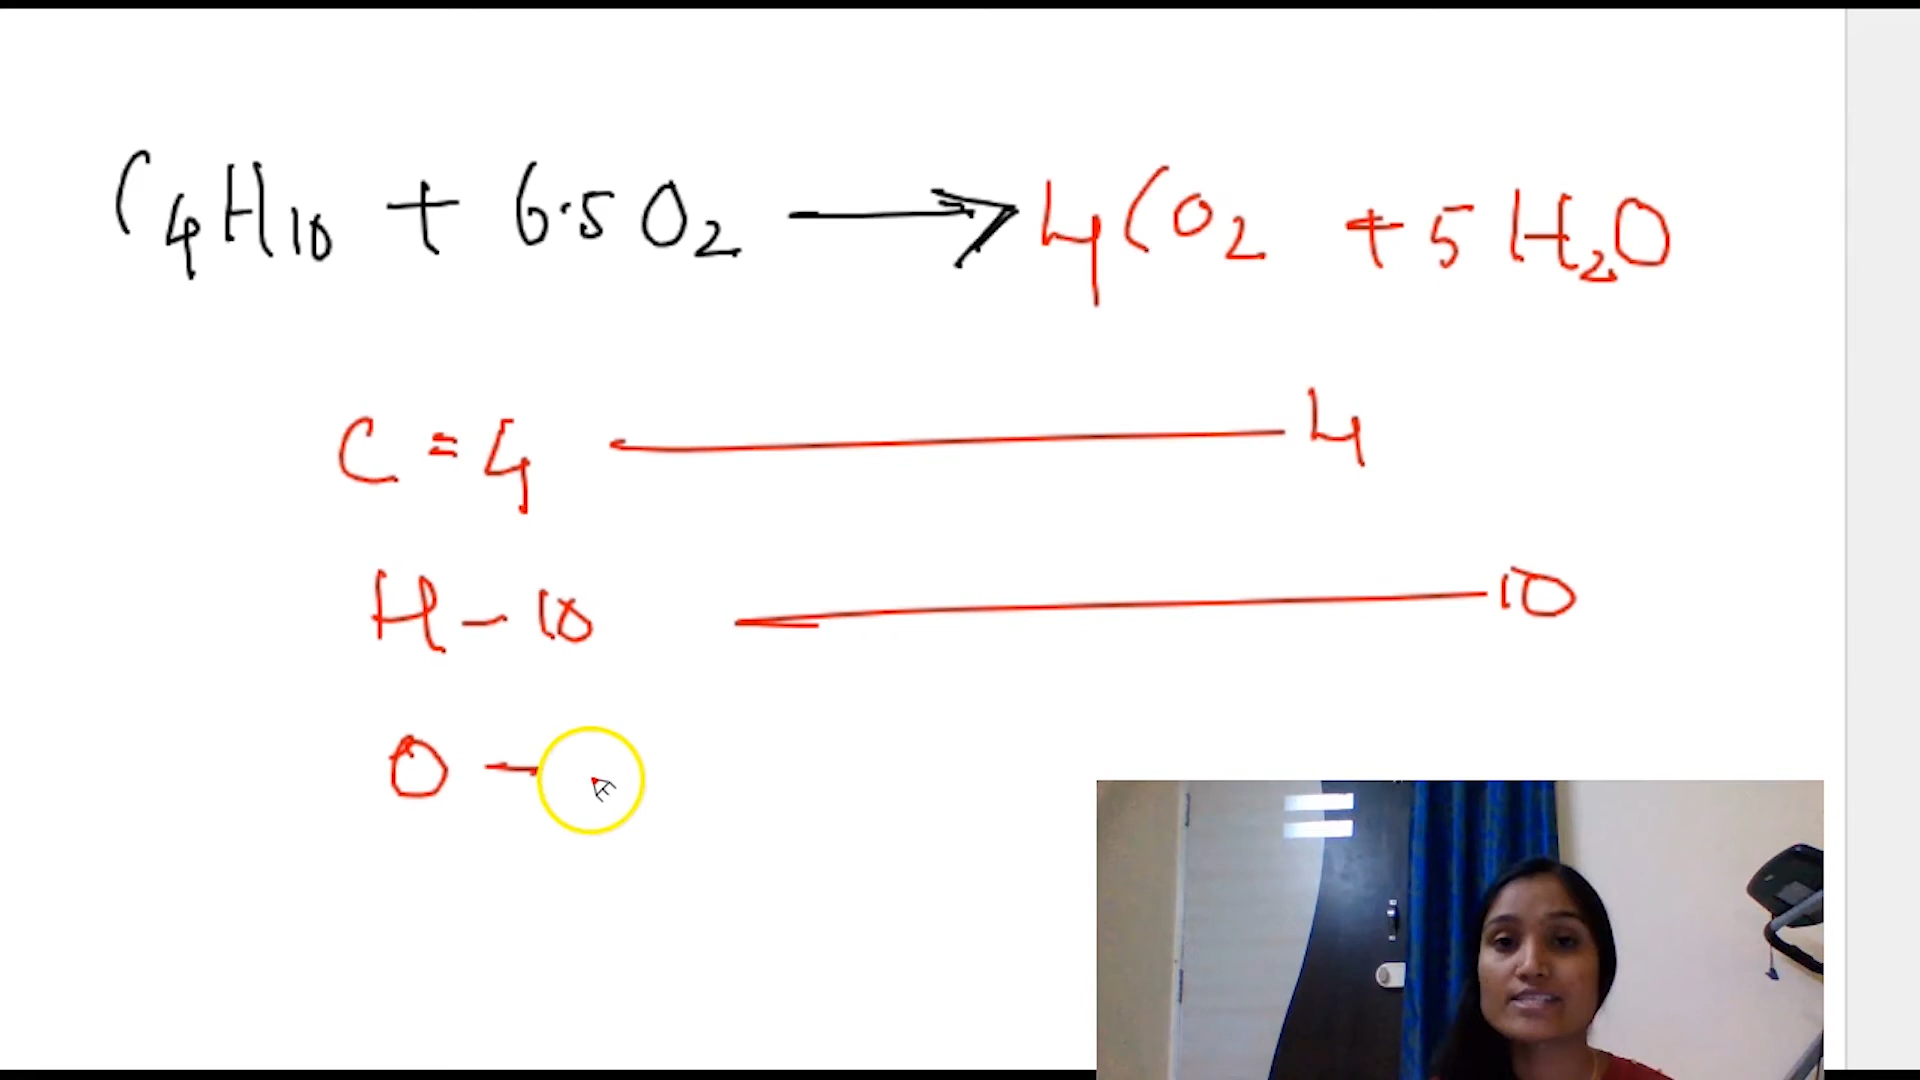 C4H10 + 6.5 O2 → 4CO2 + 5H2O
C = 4 4
H - 10 10
O -